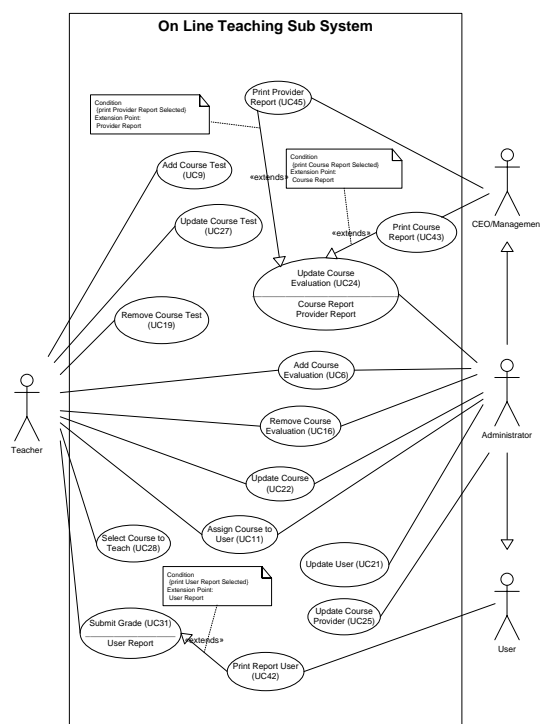 On Line Teaching Sub System
Print Provider
Report (UC45)
Condition
{print Provider Report Selected}
Extension Point:
Provider Report
Add Course Test
(UC9)
Condition
{print Course Report Selected}
Extension Point:
Course Report
«extends»
Update Course Test
(UC27)
Print Course
Report (UC43)
«extends»
CEO/Managemen
Update Course
Evaluation (UC24)
Course Report
Provider Report
Remove Course Test
(UC19)
Add Course
Evaluation (UC6)
Teacher
Administrator
Remove Course
Evaluation (UC16)
Update Course
(UC22)
Assign Course to
User (UC11)
Select Course to
Teach (UC28)
Update User (UC21)
Condition
{print User Report Selected}
Extension Point:
User Report
Update Course
Provider (UC25)
Submit Grade (UC31)
User Report
«extends»
Print Report User
(UC42)
User